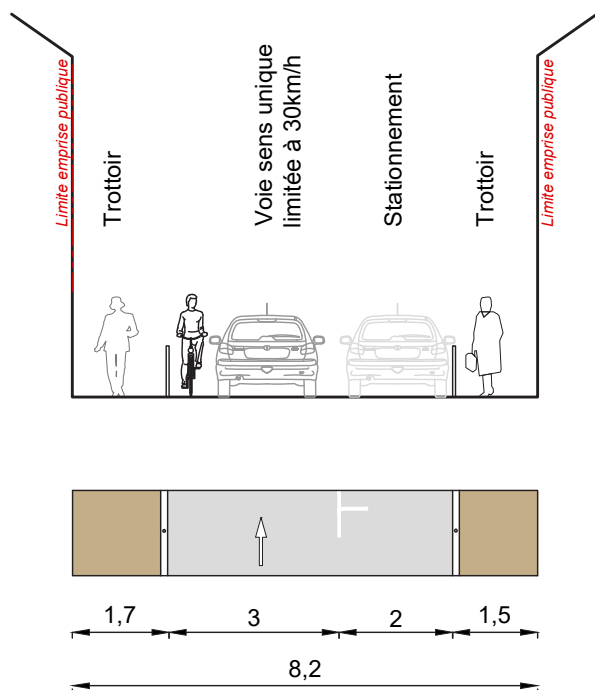 Limite emprise publique
Trottoir
Voie sens unique
limitée à 30km/h
Stationnement
Trottoir
Limite emprise publique
1,7
3
2
1,5
8,2